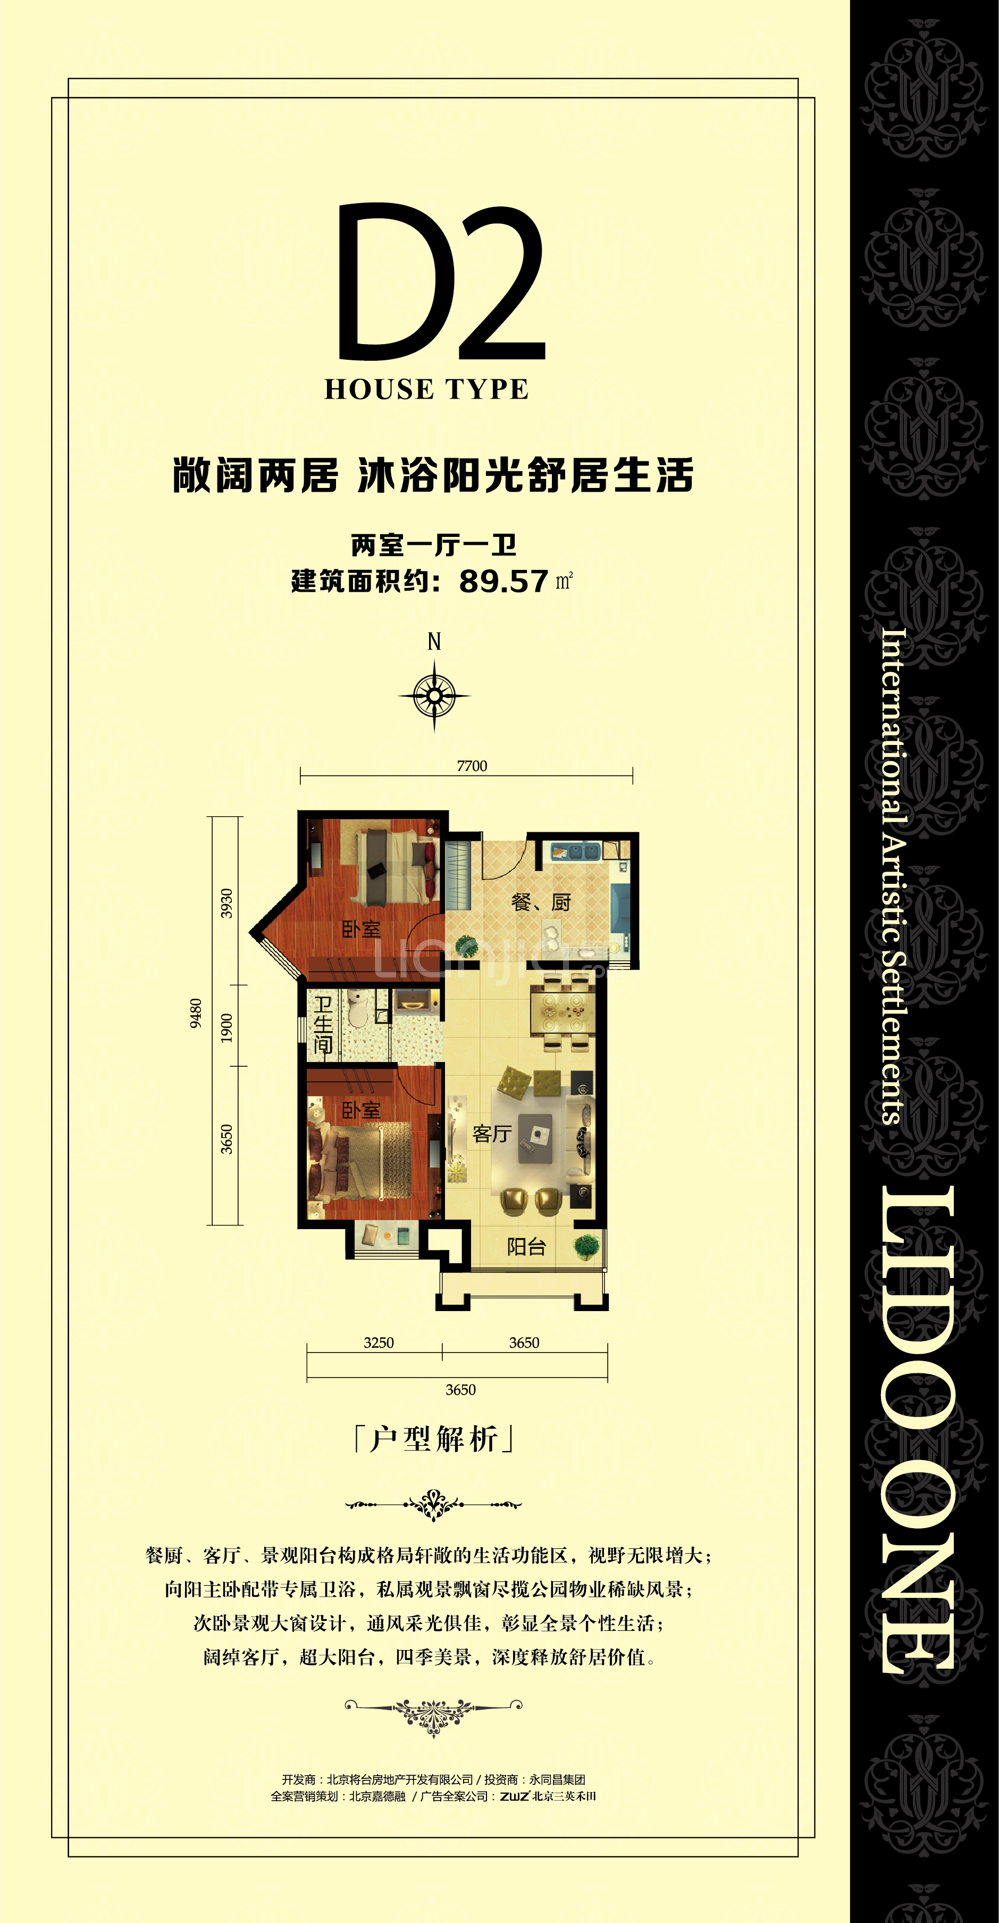 D2
HOUSE TYPE
敞阔两居 沐浴阳光舒居生活
两室一厅一卫
建筑面积约：89.57㎡
N
7700
3930
9480
1900
3650
卧室
餐、厨
Lianjia.com
卫生间
卧室
客厅
阳台
3250
3650
3650
「户型解析」
餐厨、客厅、景观阳台构成格局轩敞的生活功能区，视野无限增大；
向阳主卧配带专属卫浴，私属观景飘窗尽揽公园物业稀缺风景；
次卧景观大窗设计，通风采光俱佳，彰显全景个性生活；
阔绰客厅，超大阳台，四季美景，深度释放舒居价值。
开发商：北京将台房地产开发有限公司 / 投资商：永同昌集团
全案营销策划：北京嘉德融 / 广告全案公司：ZWZ 北京三英禾田
International Artistic Settlements
LIDO ONE